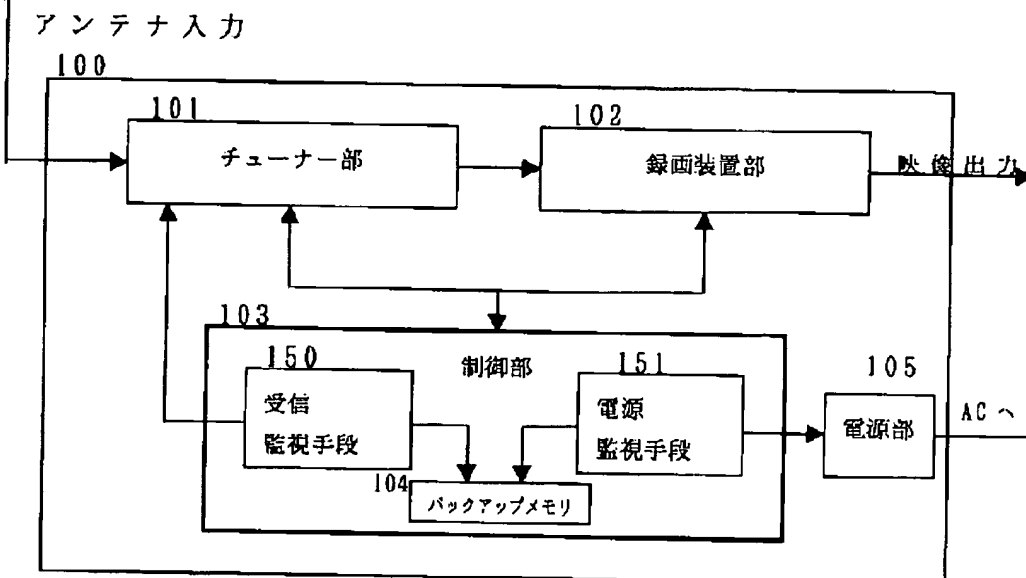 アンテナ入力
100
101
チューナー部
102
録画装置部
映像出力
103
制御部
150
受信
監視手段
151
電源
監視手段
104
バックアップメモリ
105
電源部
ACへ